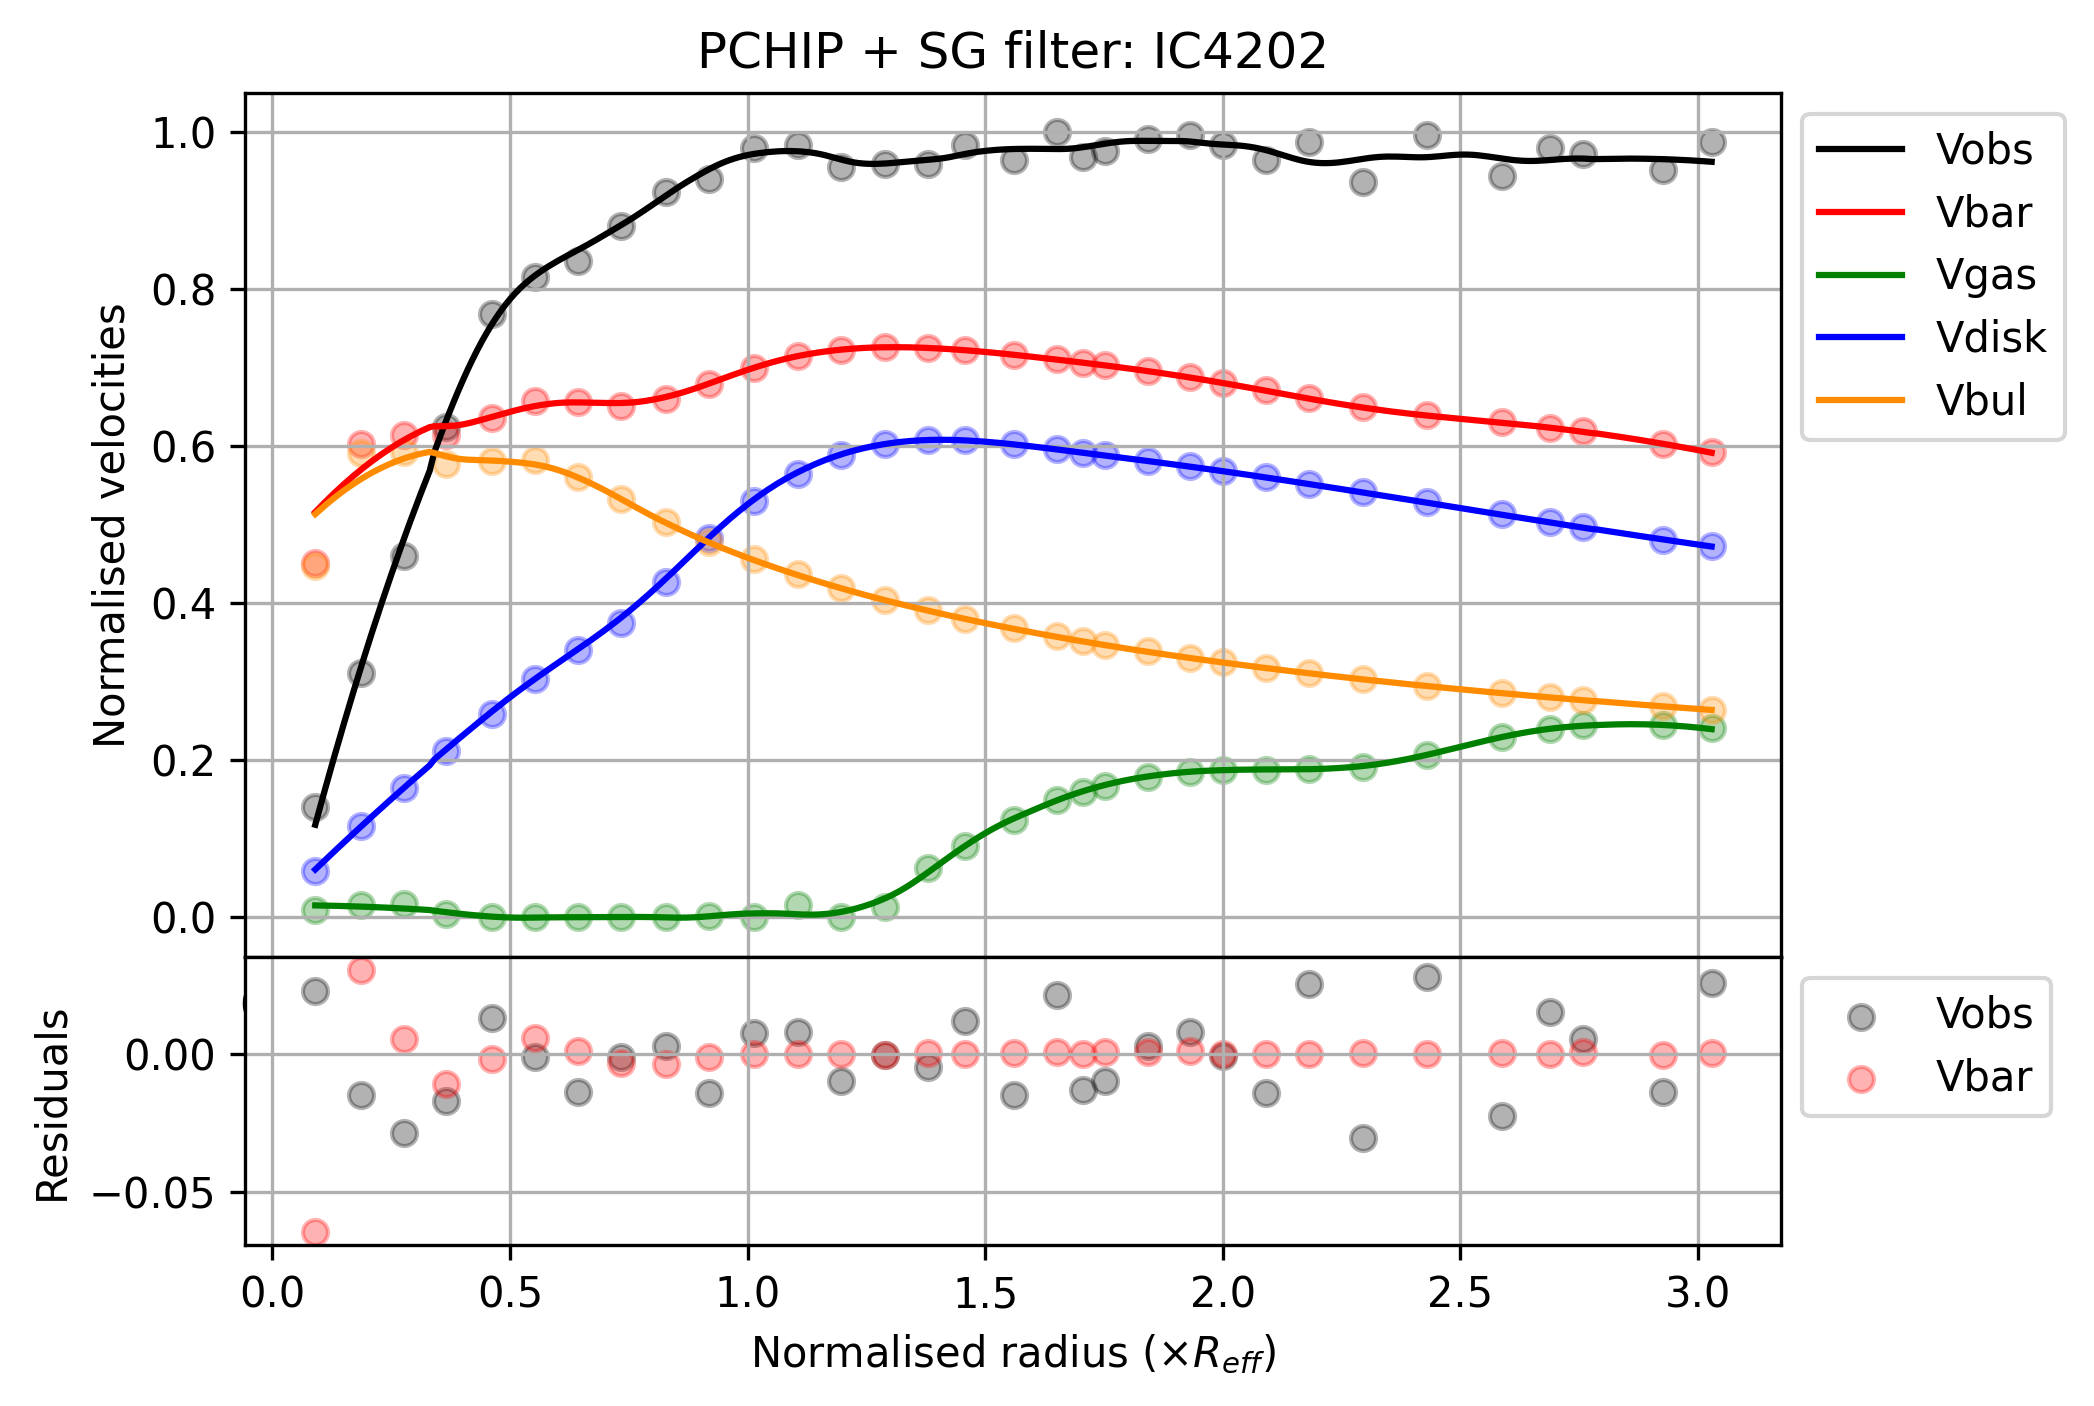 PCHIP + SG filter: IC4202
Normalised velocities
1.0
0.8
0.6
0.4
0.2
0.0
Vobs
Vbar
Vgas
Vdisk
Vbul
Residuals
0.00
−0.05
Vobs
Vbar
0.0 0.5 1.0 1.5 2.0 2.5 3.0
Normalised radius (×R_{eff})